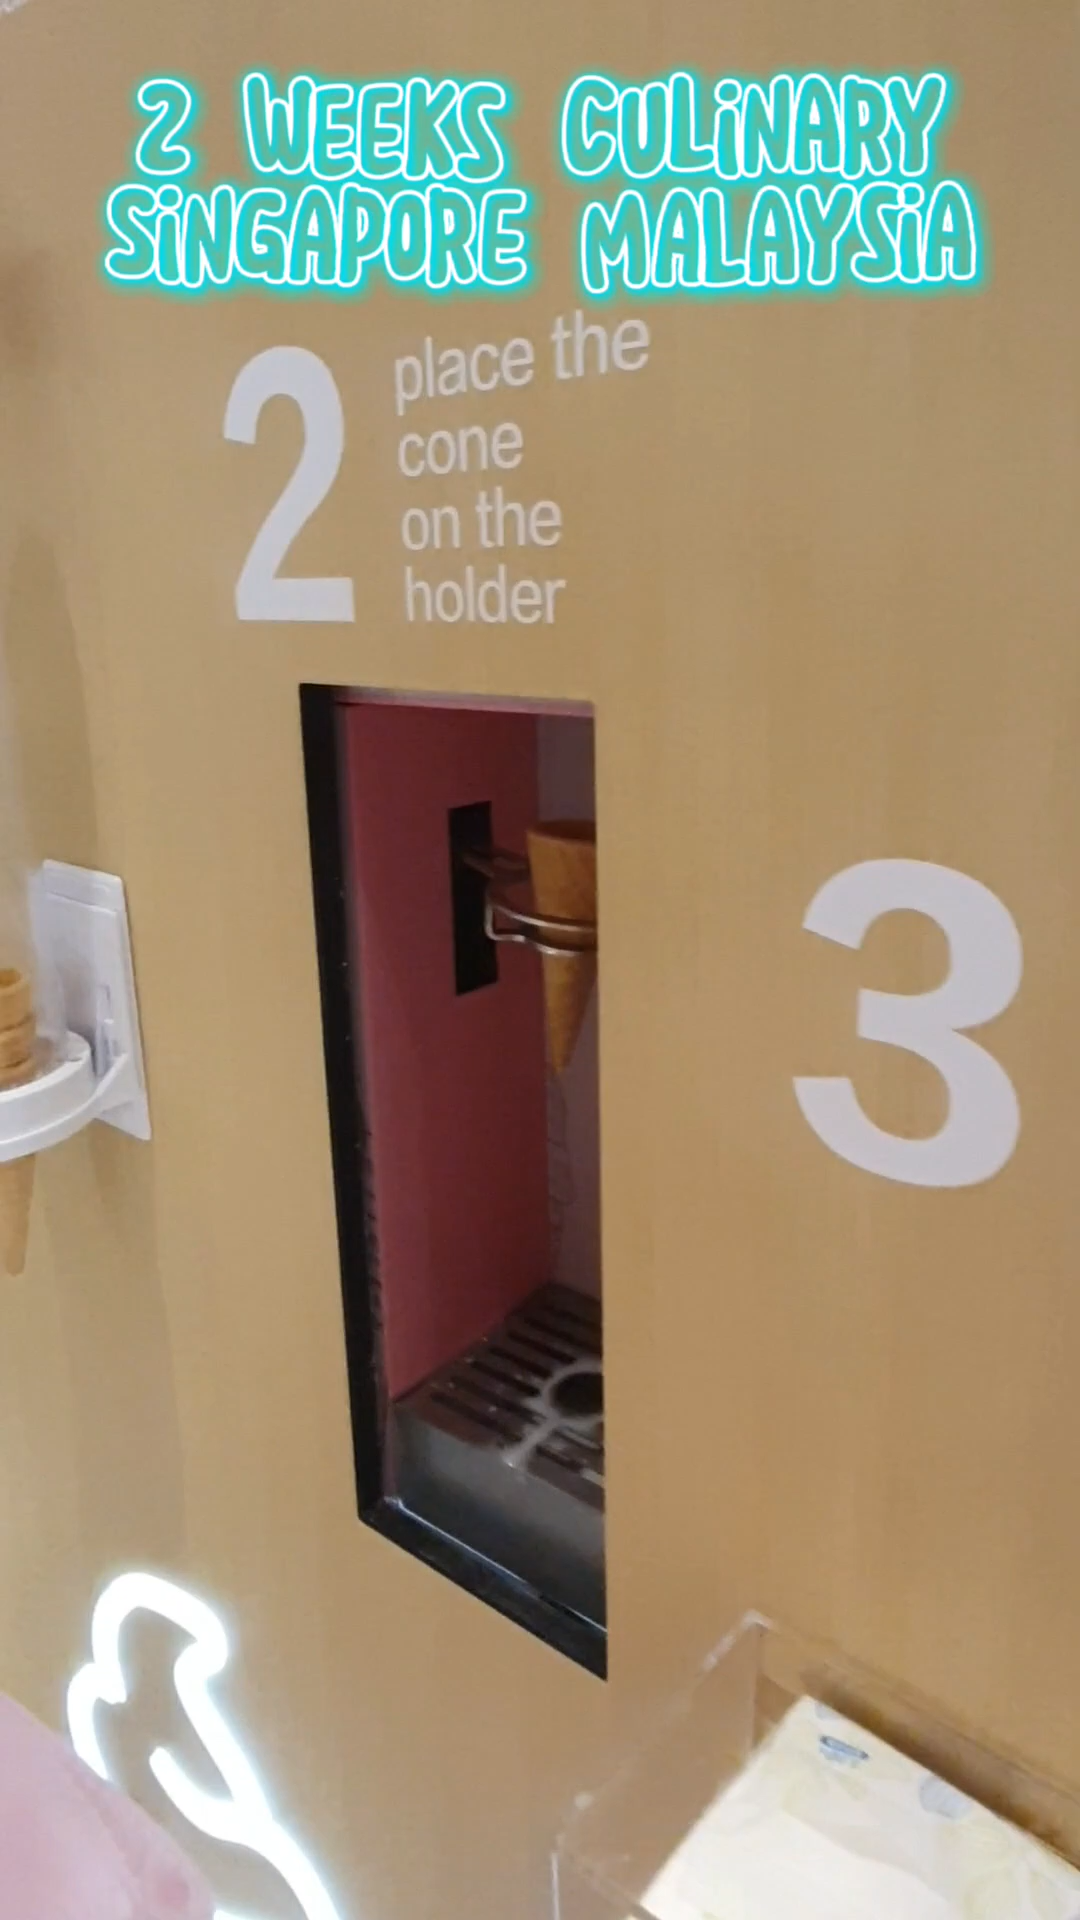 2 WEEKS CULINARY
SINGAPORE MALAYSIA
2
place the
cone
on the
holder
3